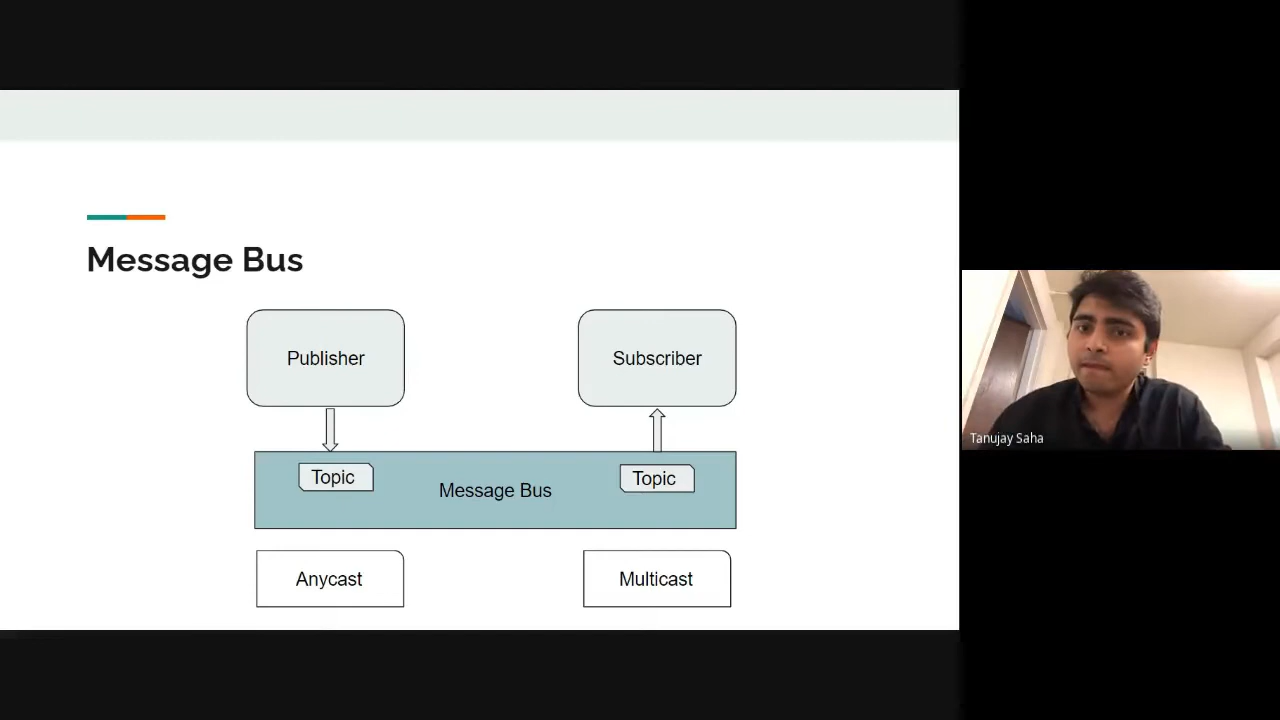 Message Bus
Publisher
Subscriber
Topic
Message Bus
Topic
Anycast
Multicast
Tanujay Saha